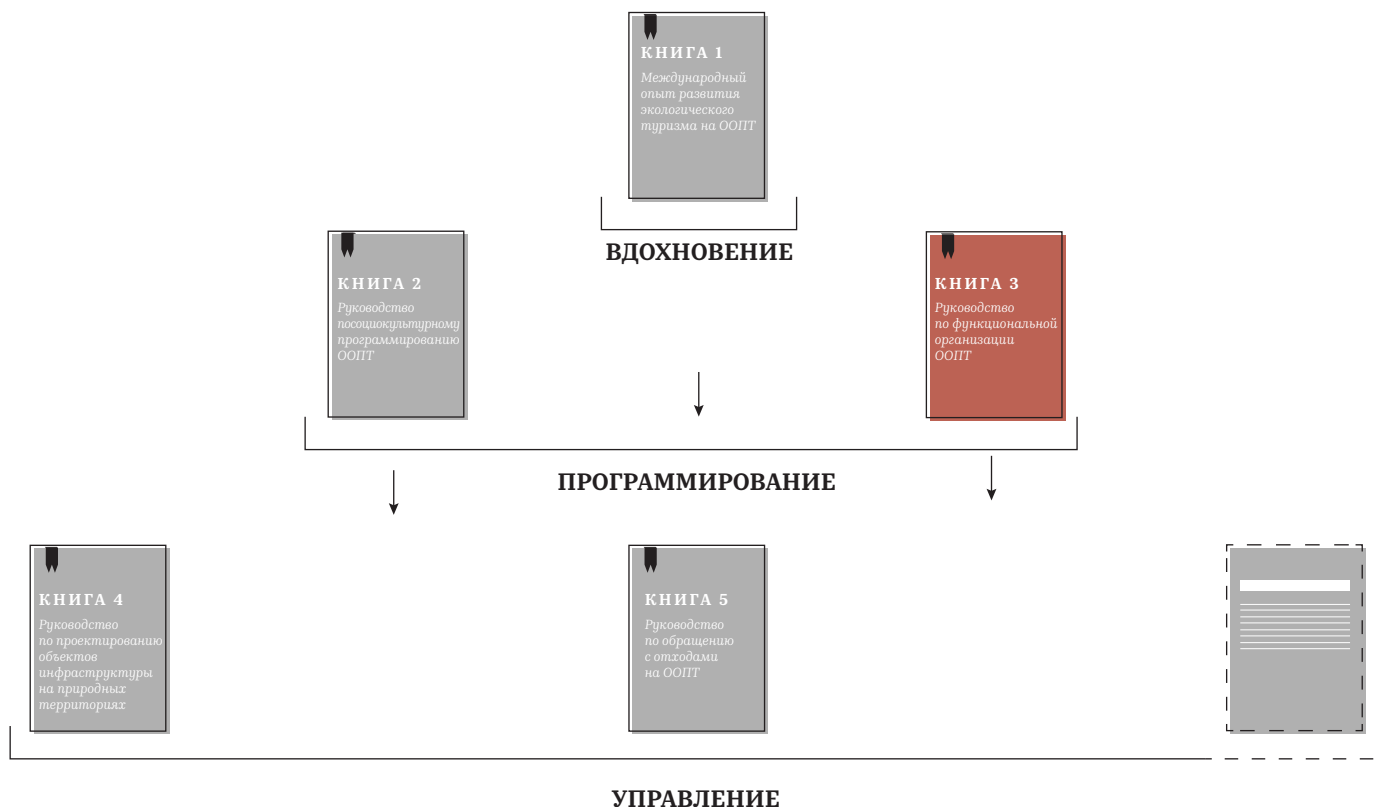 КНИГА 1
Международный
опыт развития
экологического
туризма на ООПТ
ВДОХНОВЕНИЕ
КНИГА 2
Руководство
посоциокультурному
программированию
ООПТ
КНИГА 3
Руководство
по функциональной
организации
ООПТ
ПРОГРАММИРОВАНИЕ
КНИГА 4
Руководство
по проектированию
объектов
инфраструктуры
на природных
территориях
КНИГА 5
Руководство
по обращению
с отходами
на ООПТ
УПРАВЛЕНИЕ